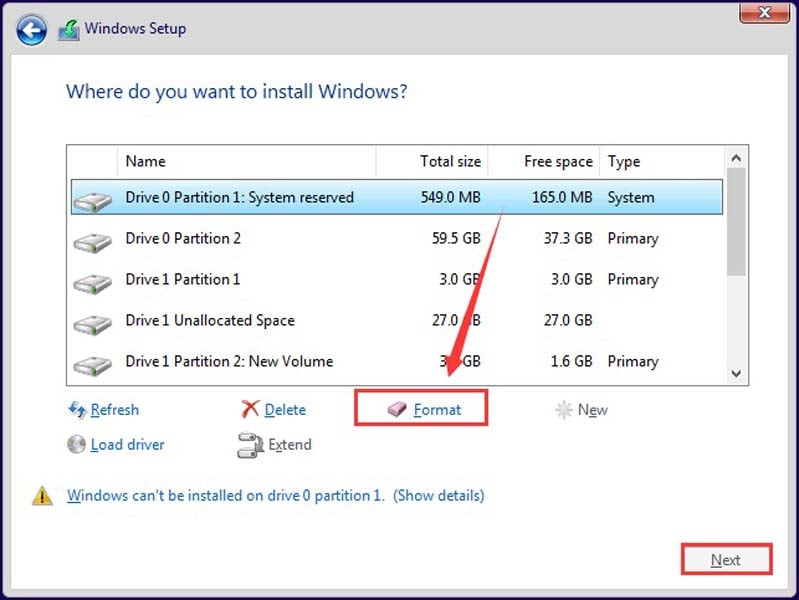 Windows Setup
Where do you want to install Windows?
Name Total size Free space Type
Drive 0 Partition 1: System reserved 549.0 MB 165.0 MB System
Drive 0 Partition 2 59.5 GB 37.3 GB Primary
Drive 1 Partition 1 3.0 GB 3.0 GB Primary
Drive 1 Unallocated Space 27.0 GB 27.0 GB
Drive 1 Partition 2: New Volume GB 1.6 GB Primary
Refresh Delete Format New
Load driver Extend
Windows can't be installed on drive 0 partition 1. (Show details)
Next